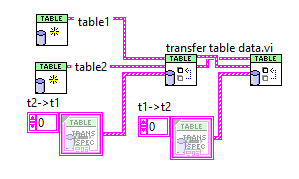 TABLE
table1
transfer table data.vi
TABLE
table2
TABLE
TABLE
t2->t1
t1->t2
0
TABLE
TRANS
SPEC
0
TABLE
TRANS
SPEC